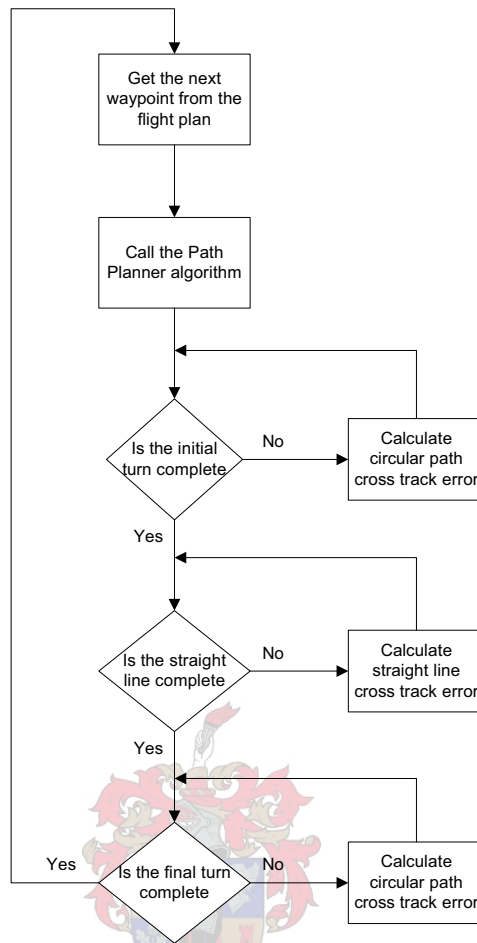 Get the next
waypoint from the
flight plan
Call the Path
Planner algorithm
Is the initial
turn complete
No
Calculate
circular path
cross track error
Yes
Is the straight
line complete
No
Calculate
straight line
cross track error
Yes
Is the final turn
complete
Yes
No
Calculate
circular path
cross track error